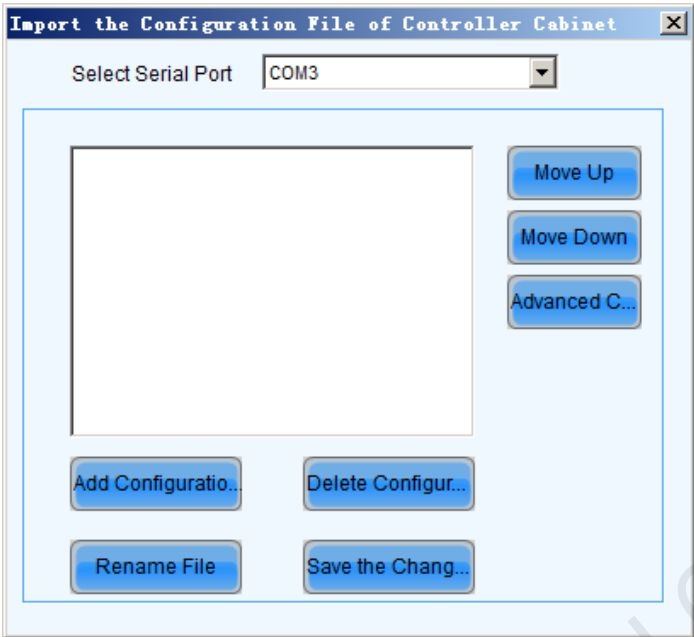 Import the Configuration File of Controller Cabinet
Select Serial Port COM3
Move Up
Move Down
Advanced C...
Add Configuratio...
Delete Configur...
Rename File
Save the Chang...